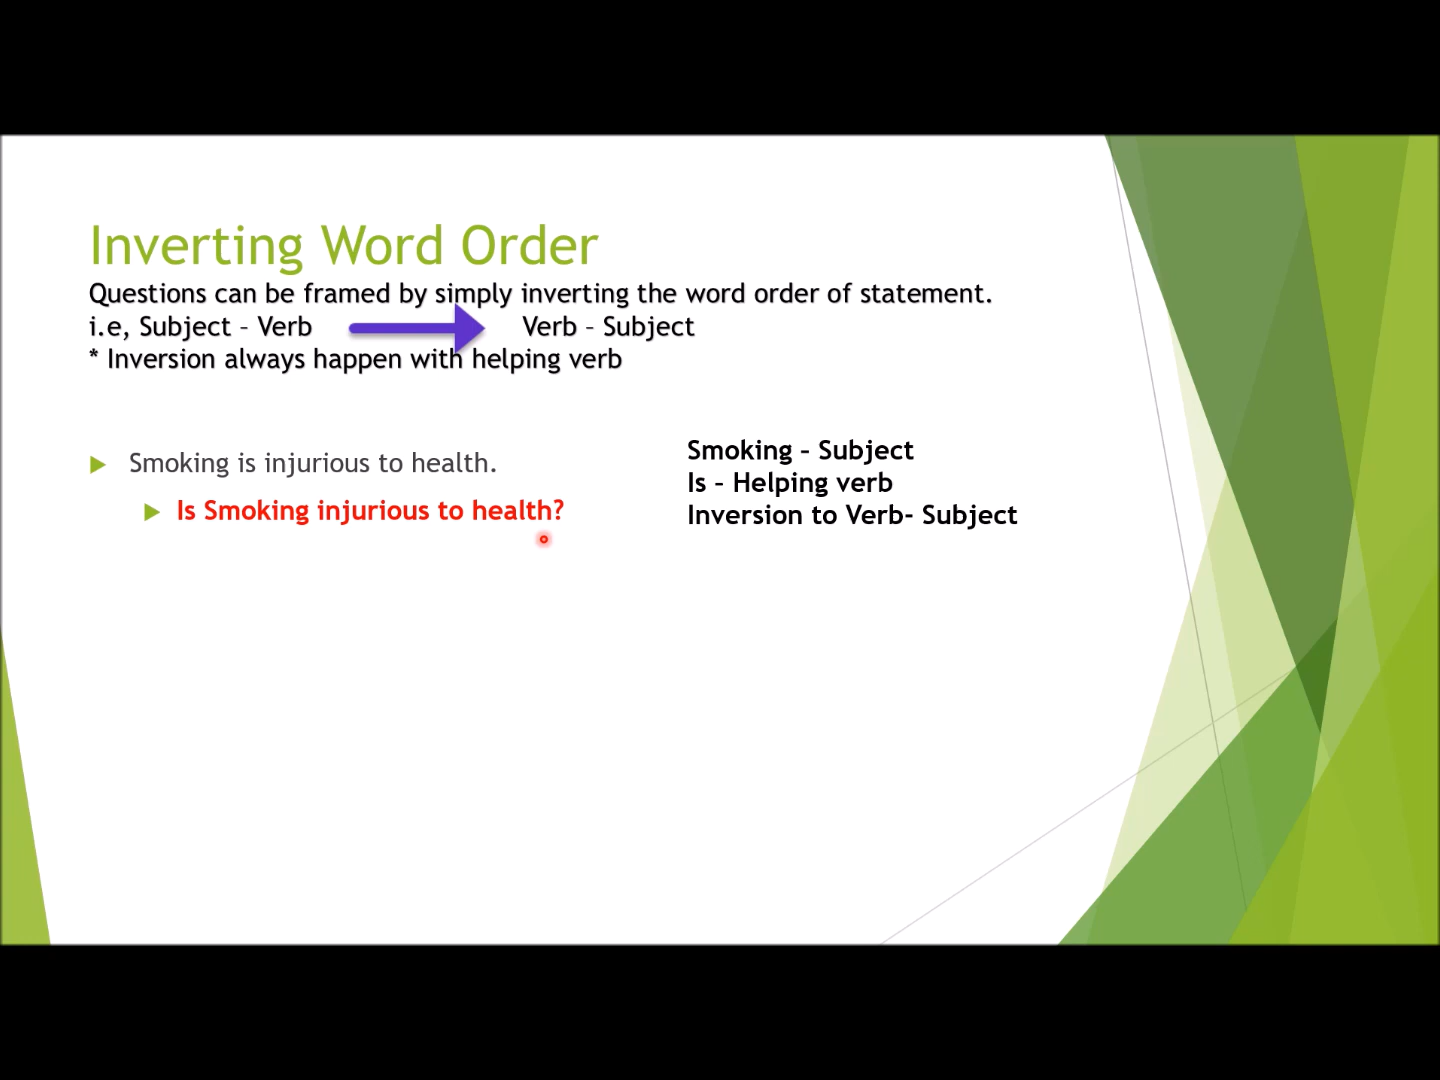 Inverting Word Order
Questions can be framed by simply inverting the word order of statement.
i.e, Subject – Verb Verb – Subject
* Inversion always happen with helping verb
Smoking is injurious to health.
Is Smoking injurious to health?
Smoking – Subject
Is – Helping verb
Inversion to Verb- Subject